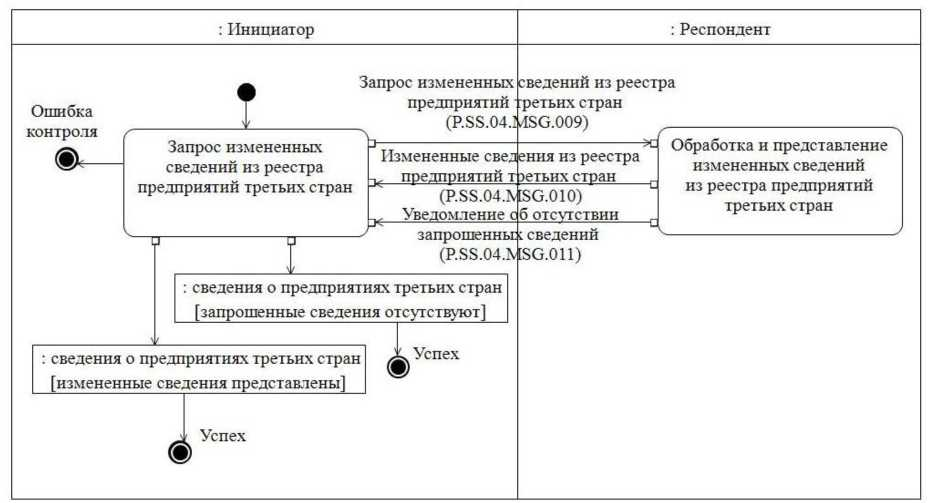 : Инициатор
: Респондент
Ошибка
контроля
Запрос измененных
сведений из реестра
предприятий третьих стран
Запрос измененных сведений из реестра
предприятий третьих стран
(P.SS.04.MSG.009)
Измененные сведения из реестра
предприятий третьих стран
(P.SS.04.MSG.010)
Уведомление об отсутствии
запрошенных сведений
(P.SS.04.MSG.011)
Обработка и представление
измененных сведений
из реестра предприятий
третьих стран
: сведения о предприятиях третьих стран
[запрошенные сведения отсутствуют]
Успех
: сведения о предприятиях третьих стран
[измененные сведения представлены]
Успех